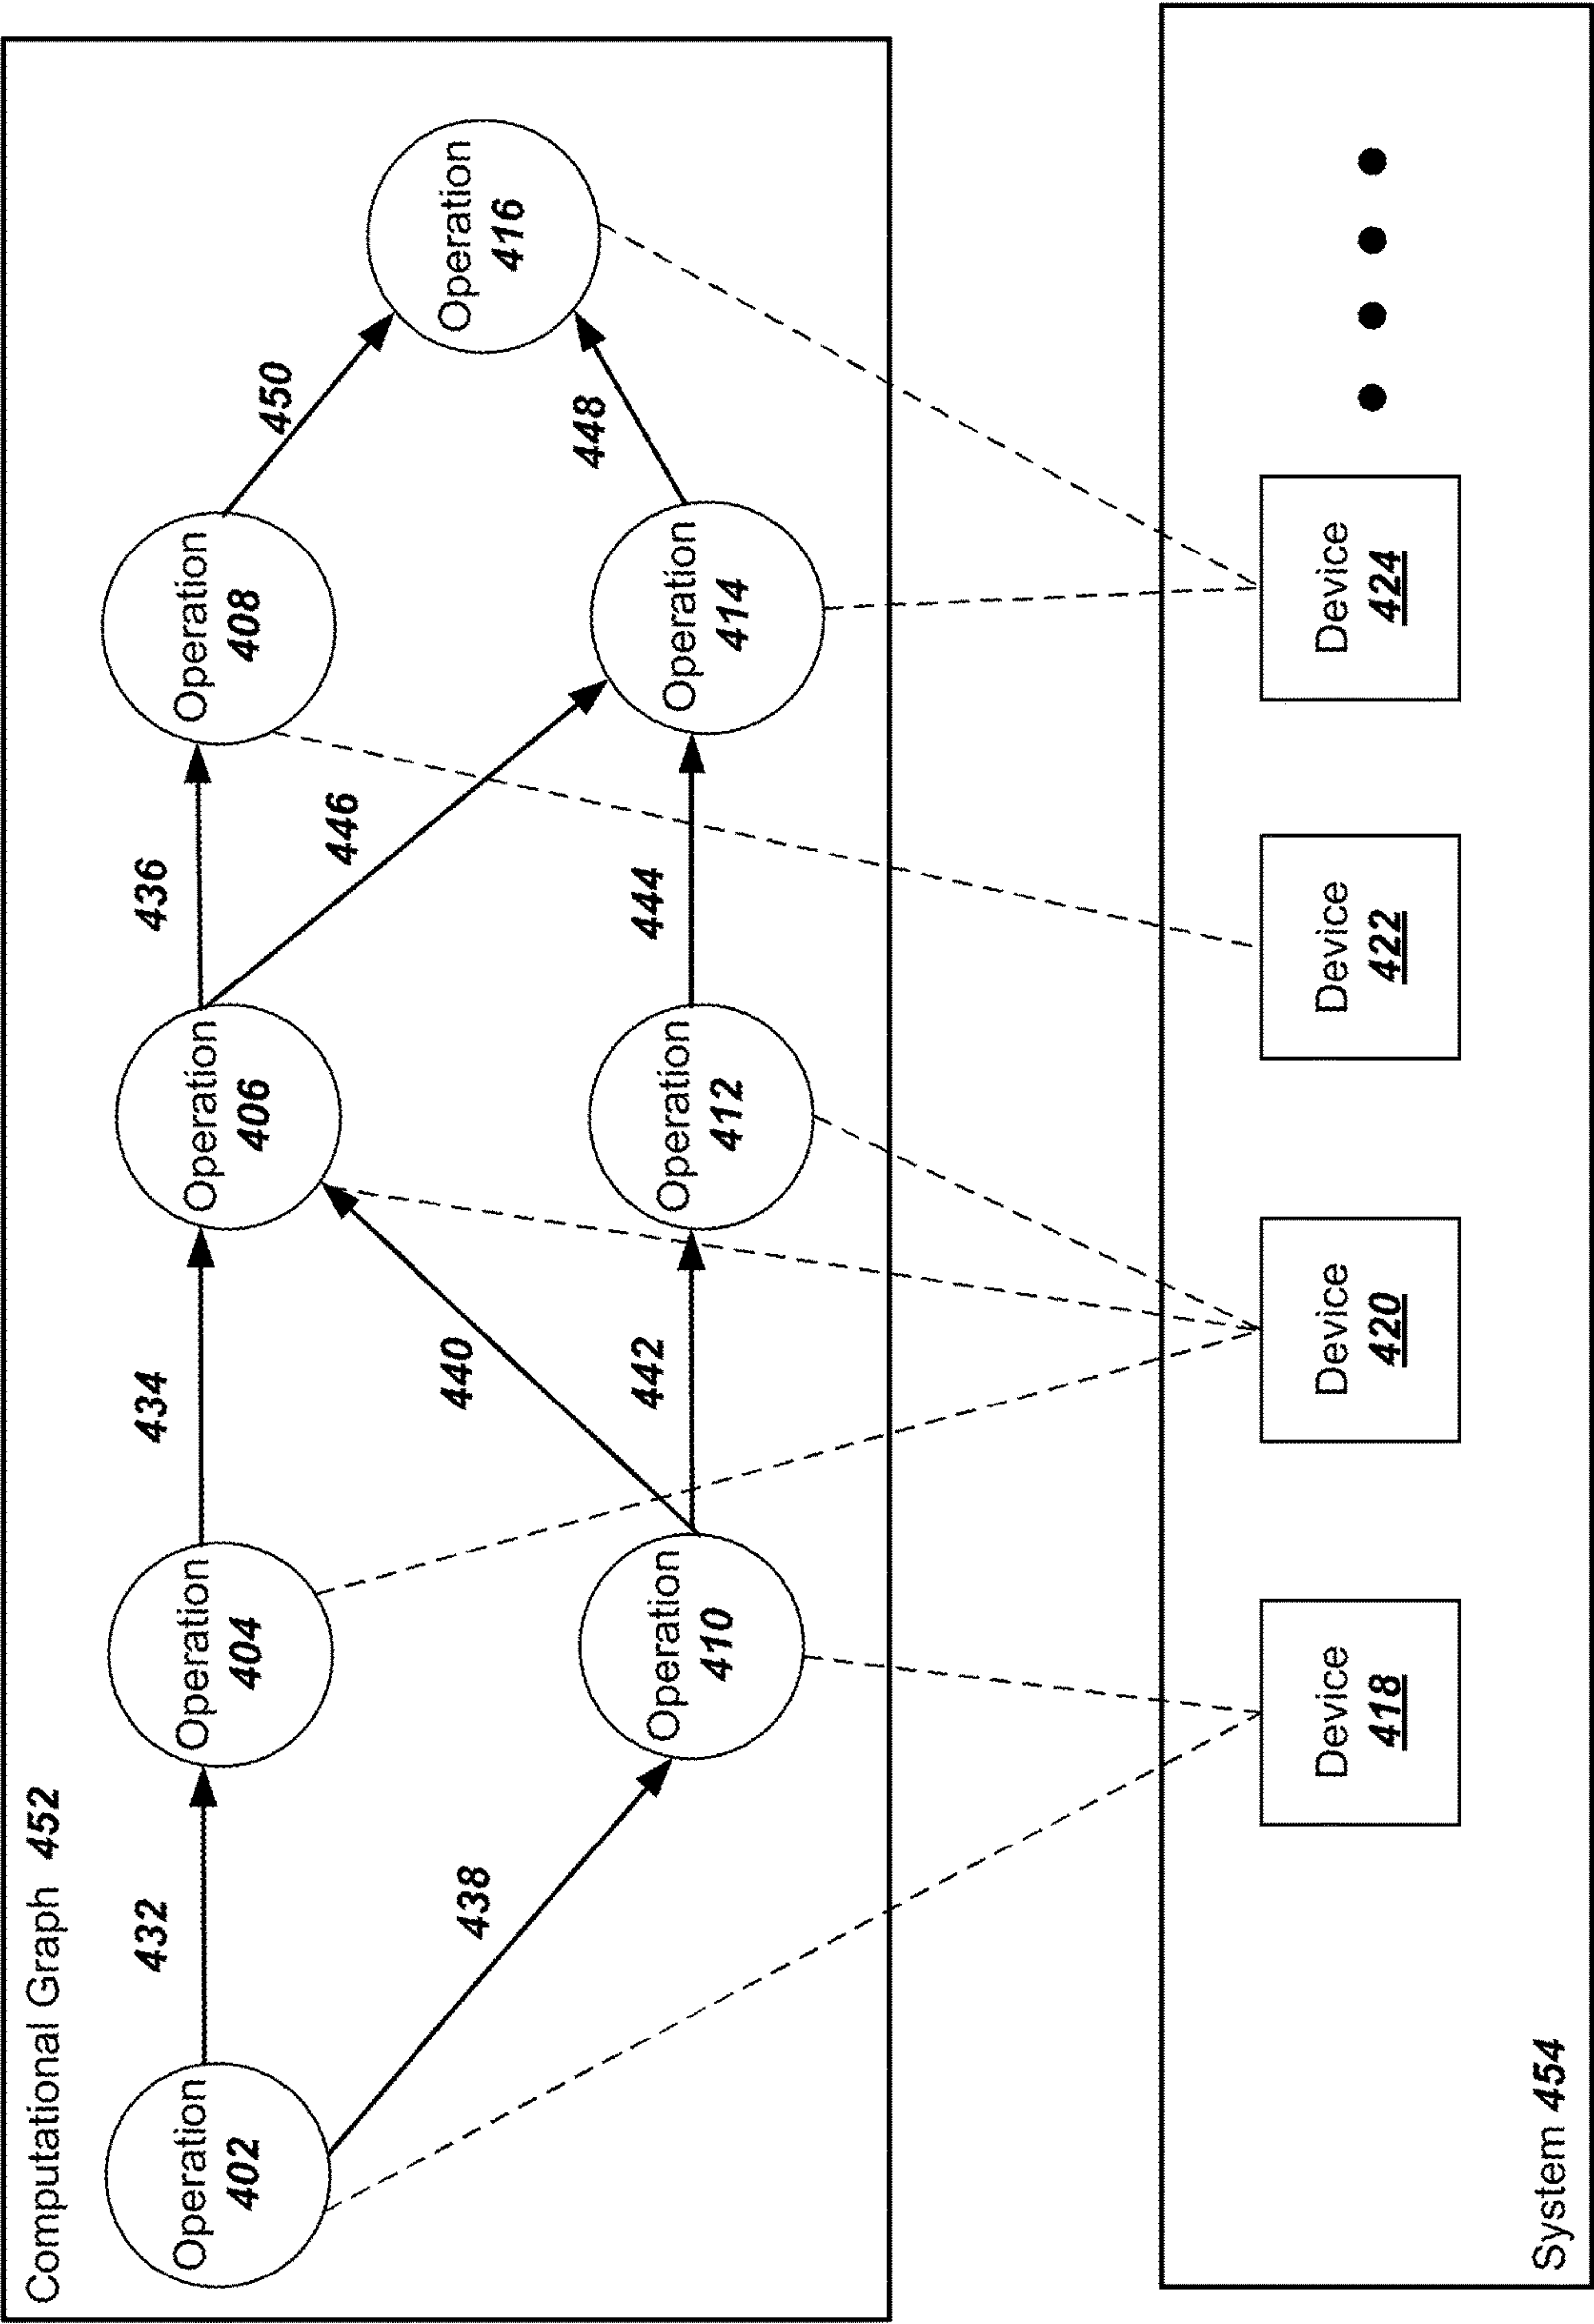 Computational Graph 452
Operation
402
432
Operation
404
434
Operation
406
436
Operation
408
450
Operation
416
438
440
446
448
Operation
410
442
Operation
412
444
Operation
414
Device
418
Device
420
Device
422
Device
424
System 454